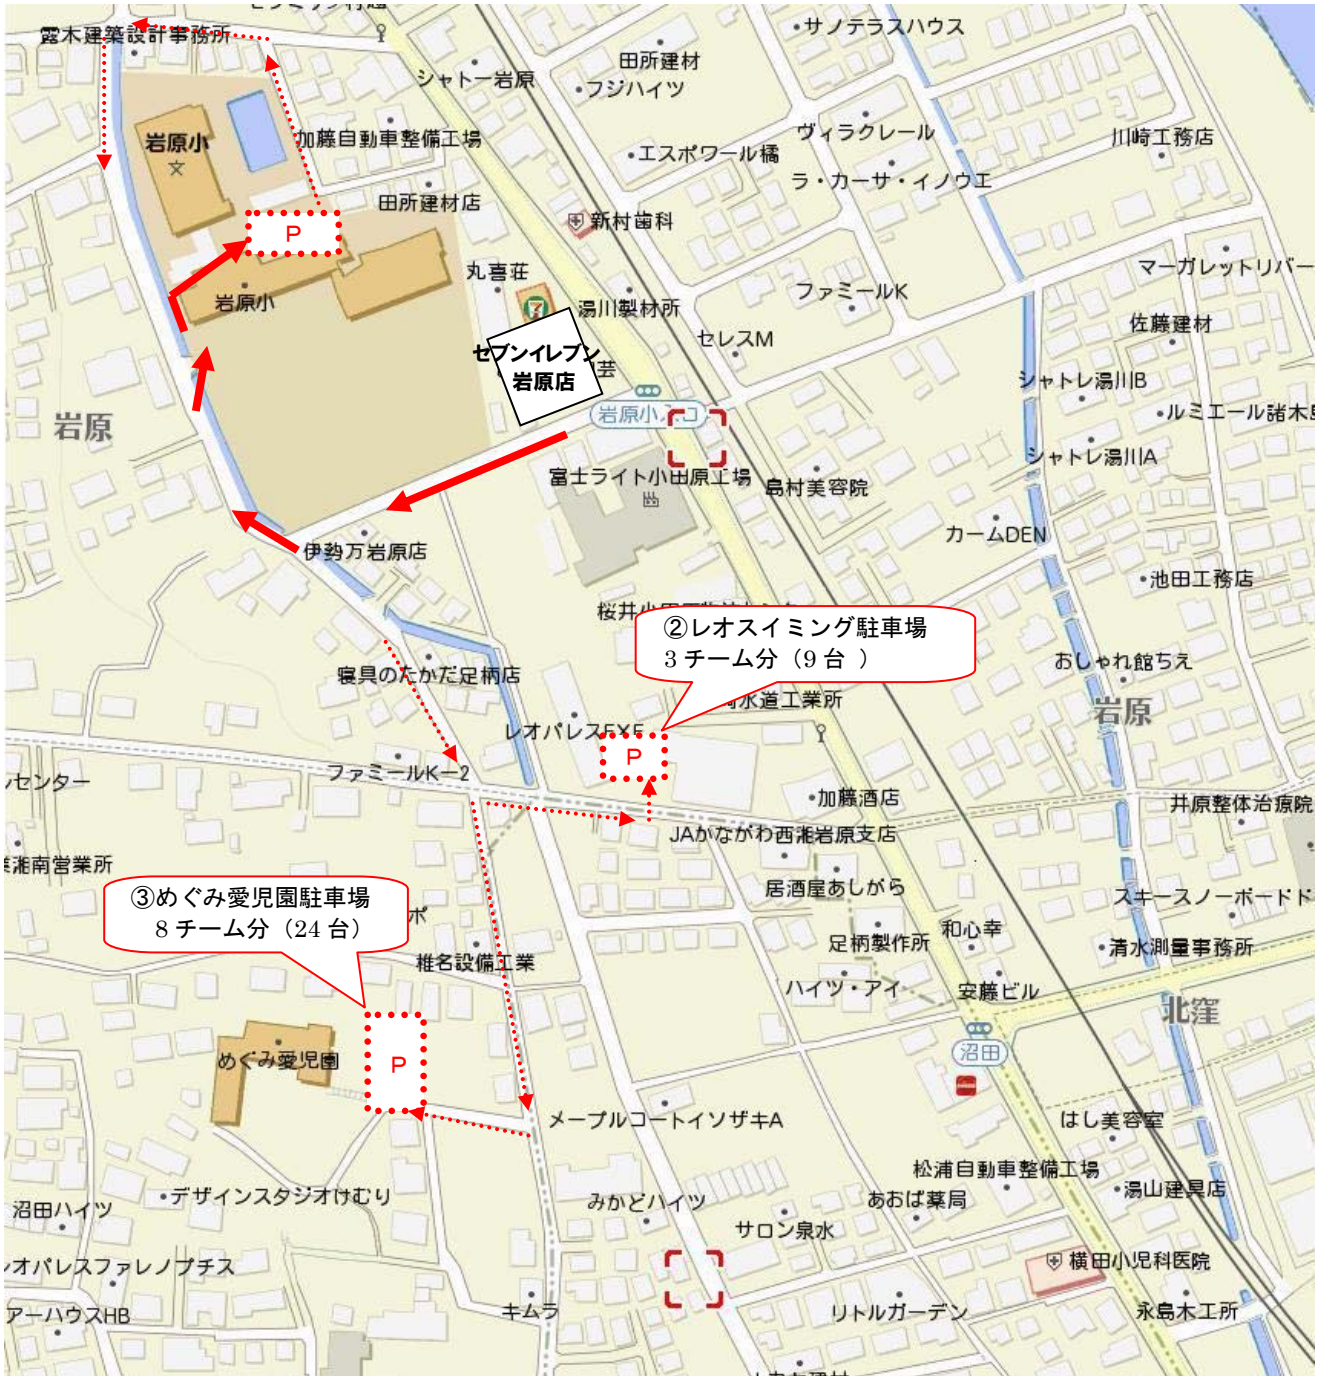 露木建築設計事務所
サノテラスハウス
田所建材
シャトー岩原
フジハイツ
岩原小
加藤自動車整備工場
ヴィラクレール
川崎工務店
エスポワール橘
ラ・カーサ・イノウエ
田所建材店
新村歯科
P
丸喜荘
マーガレットリバー
岩原小
湯川製材所
ファミールK
セレスM
佐藤建材
セブンイレブン
岩原店
芸
シャトレ湯川B
岩原小入口
ルミエール諸木
岩原
シャトレ湯川A
富士ライト小田原工場
島村美容院
伊勢万岩原店
カームDEN
池田工務店
②レオスイミング駐車場
3チーム分（9台 ）
寝具のたかだ足柄店
おしゃれ館ちえ
水道工業所
岩原
レオパレスEXE
P
ファミールK－2
ルセンター
加藤酒店
井原整体治療院
JAかながわ西湘岩原支店
湘南営業所
③めぐみ愛児園駐車場
8チーム分（24台）
ポ
居酒屋あしがら
スキースノーボードド
足柄製作所
和心幸
清水測量事務所
椎名設備工業
ハイツ・アイ
安藤ビル
北窪
めぐみ愛児園
P
沼田
メープルコートイソザキA
はし美容室
松浦自動車整備工場
デザインスタジオけむり
沼田ハイツ
みかどハイツ
あおば薬局
湯山建具店
サロン泉水
オパレスファレノプチス
横田小児科医院
アーハウスHB
キムラ
リトルガーデン
永島木工所